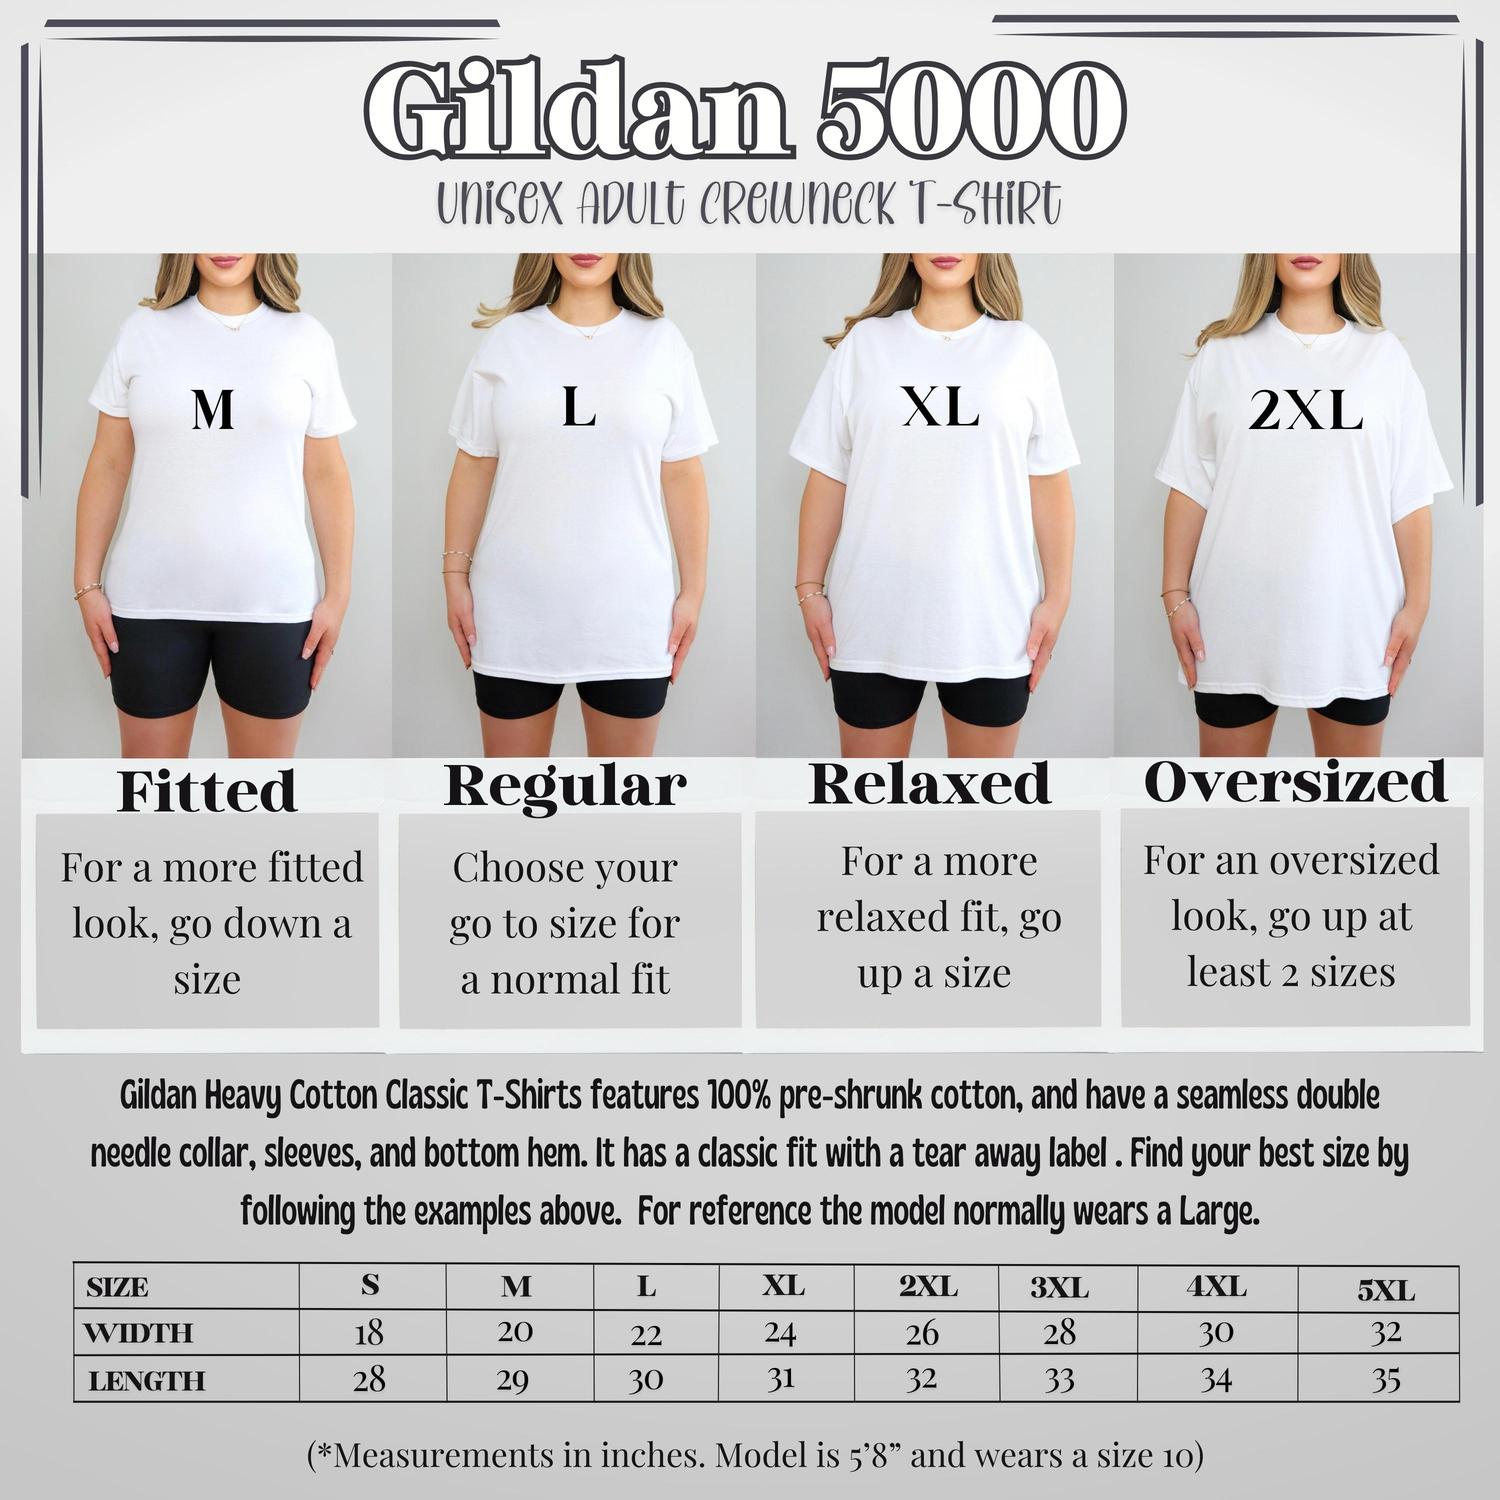 Gildan 5000
UNISEX ADULT CREWNECK T-SHIRT
M
L
XL
2XL
Fitted
For a more fitted
look, go down a
size
Regular
Choose your
go to size for
a normal fit
Relaxed
For a more
relaxed fit, go
up a size
Oversized
For an oversized
look, go up at
least 2 sizes
Gildan Heavy Cotton Classic T-Shirts features 100% pre-shrunk cotton, and have a seamless double
needle collar, sleeves, and bottom hem. It has a classic fit with a tear away label . Find your best size by
following the examples above.  For reference the model normally wears a Large.
SIZE S M L XL 2XL 3XL 4XL 5XL
WIDTH 18 20 22 24 26 28 30 32
LENGTH 28 29 30 31 32 33 34 35
(*Measurements in inches. Model is 5’8” and wears a size 10)